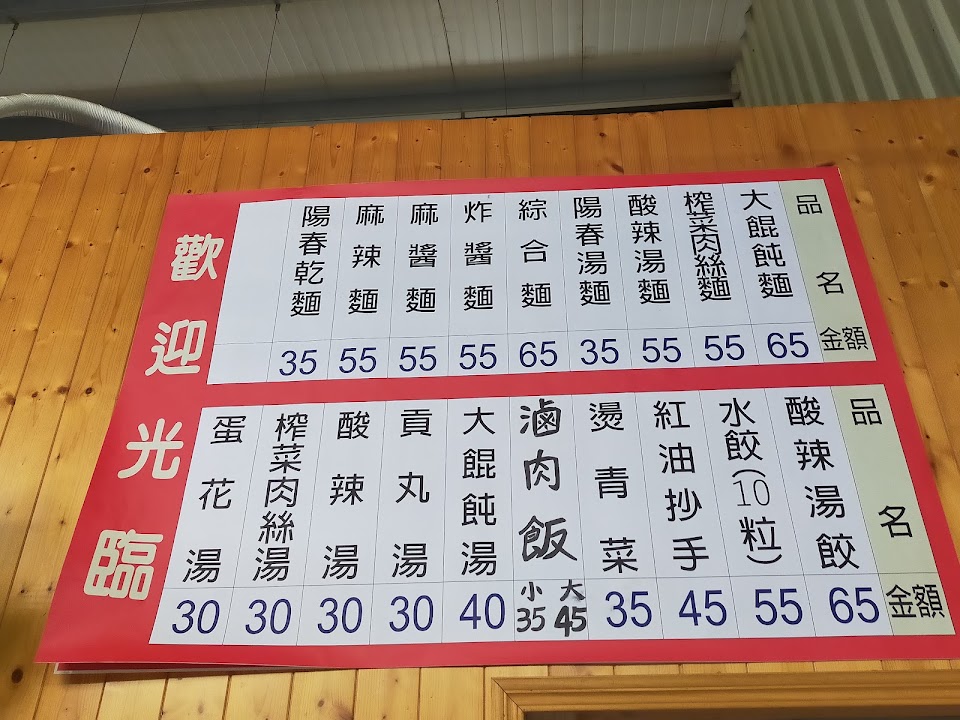 歡迎光臨
品名 金額
大餛飩麵 65
榨菜肉絲麵 55
酸辣湯麵 55
陽春湯麵 35
綜合麵 65
炸醬麵 55
麻醬麵 55
麻辣麵 55
陽春乾麵 35
品名 金額
酸辣湯餃 65
水餃(10粒) 55
紅油抄手 45
燙青菜 35
滷肉飯 大45 小35
大餛飩湯 40
貢丸湯 30
酸辣湯 30
榨菜肉絲湯 30
蛋花湯 30